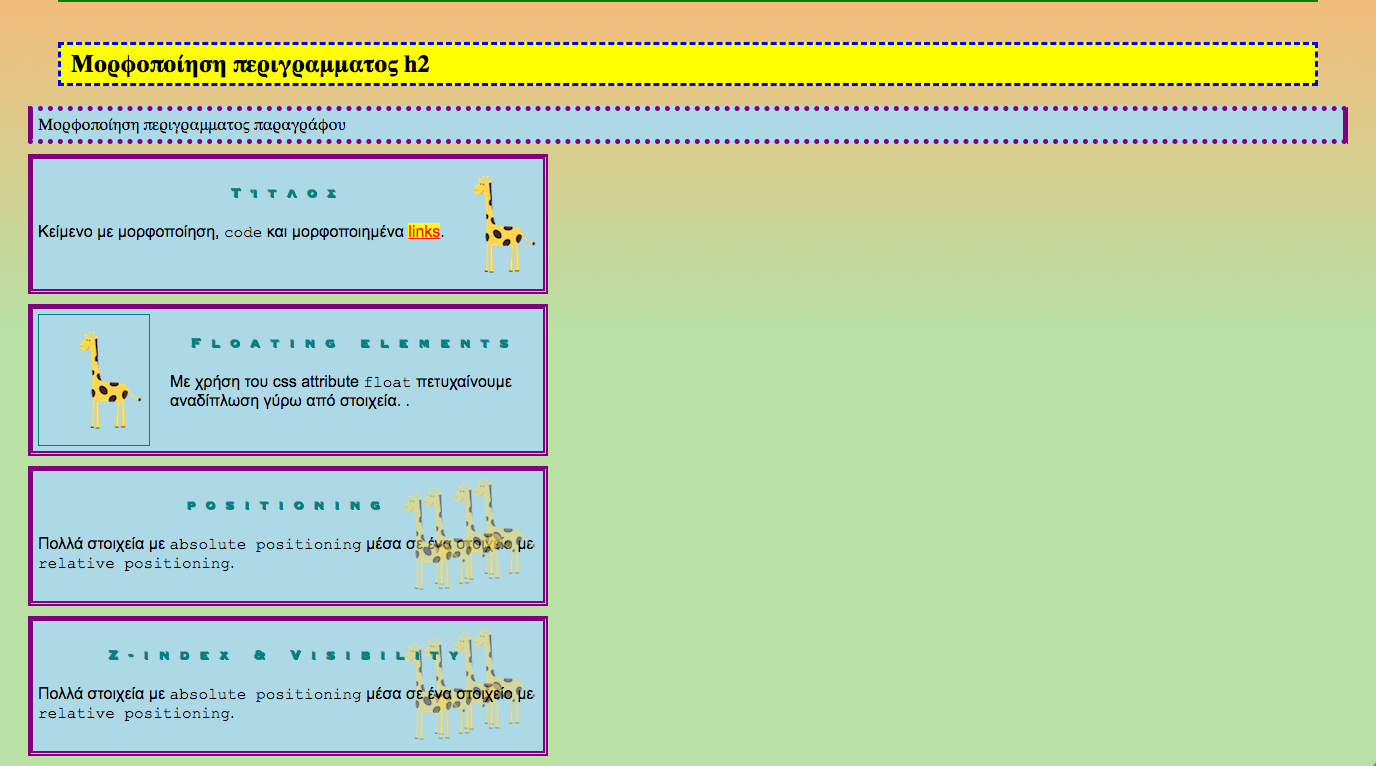 Μορφοποίηση περιγραμματος h2
Μορφοποίηση περιγραμματος παραγράφου
Τίτλος
Κείμενο με μορφοποίηση, code και μορφοποιημένα links.
Floating elements
Με χρήση του css attribute float πετυχαίνουμε
αναδίπλωση γύρω από στοιχεία. .
positioning
Πολλά στοιχεία με absolute positioning μέσα σε ένα στοιχείο με
relative positioning.
Z-index & Visibility
Πολλά στοιχεία με absolute positioning μέσα σε ένα στοιχείο με
relative positioning.